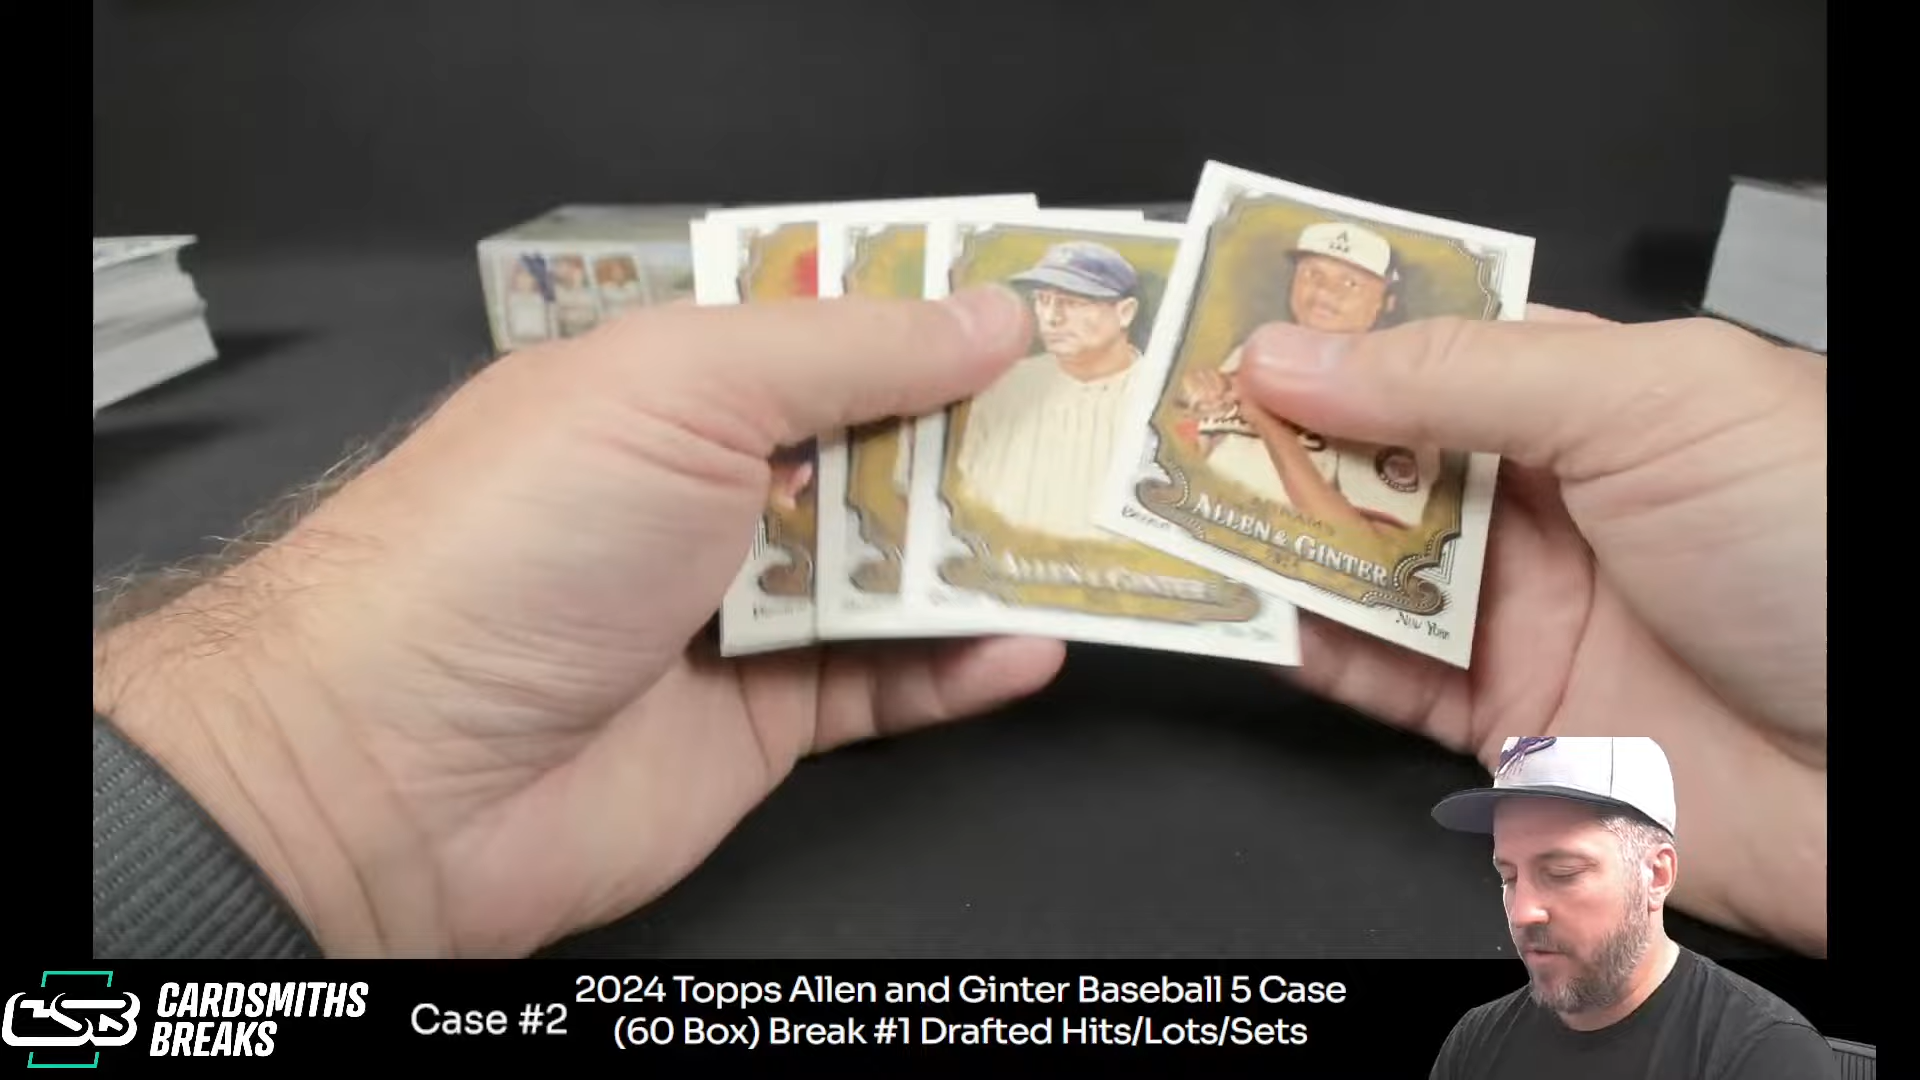 ALLEN & GINTER
New York
ALLEN & GINTER
CSB
CARDSMITHS
BREAKS
Case #2
2024 Topps Allen and Ginter Baseball 5 Case
(60 Box) Break #1 Drafted Hits/Lots/Sets